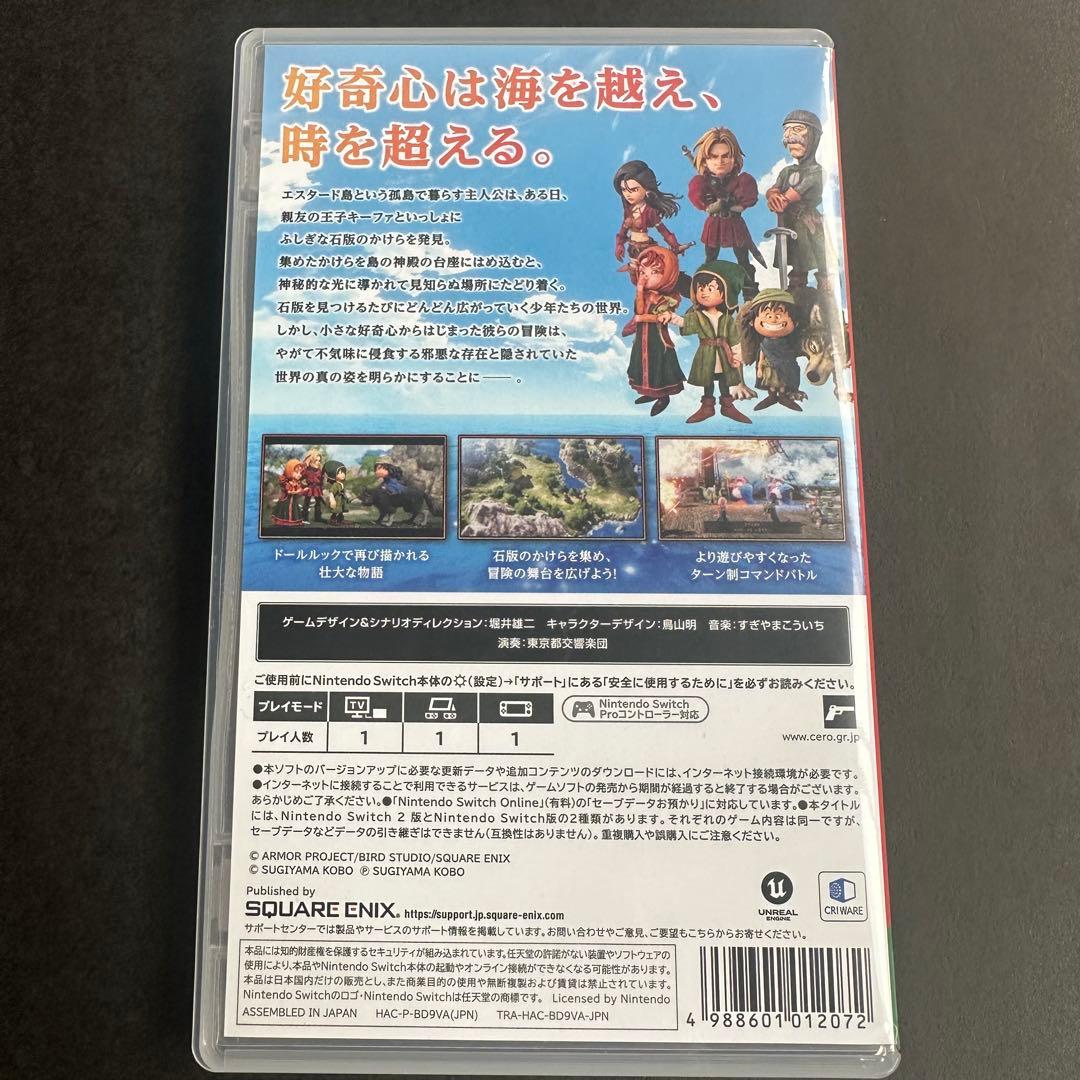 好奇心は海を越え、
時を超える。
エスタード島という孤島で暮らす主人公は、ある日、
親友の王子キーファといっしょに
ふしぎな石版のかけらを発見。
集めたかけらを島の神殿の台座にはめ込むと、
神秘的な光に導かれて見知らぬ場所にたどり着く。
石版を見つけるたびにどんどん広がっていく少年たちの世界。
しかし、小さな好奇心からはじまった彼らの冒険は、
やがて不気味に侵食する邪悪な存在と隠されていた
世界の真の姿を明らかにすることに――。
ドールルックで再び描かれる
壮大な物語
石版のかけらを集め、
冒険の舞台を広げよう!
より遊びやすくなった
ターン制コマンドバトル
ゲームデザイン&シナリオディレクション:堀井雄二 キャラクターデザイン:鳥山明 音楽:すぎやまこういち
演奏:東京都交響楽団
ご使用前にNintendo Switch本体の(設定)→「サポート」にある「安全に使用するために」を必ずお読みください。
プレイモード TV
Nintendo Switch
Proコントローラー対応
プレイ人数 1 1 1
www.cero.gr.jp
●本ソフトのバージョンアップに必要な更新データや追加コンテンツのダウンロードには、インターネット接続環境が必要です。
●インターネットに接続することで利用できるサービスは、ゲームソフトの発売から期間が経過すると終了する場合がございます。
あらかじめご了承ください。●「Nintendo Switch Online」(有料)の「セーブデータお預かり」に対応しています。●本タイトル
には、Nintendo Switch 2 版とNintendo Switch版の2種類があります。それぞれのゲーム内容は同一ですが、
セーブデータなどデータの引き継ぎはできません(互換性はありません)。重複購入や誤購入にご注意ください。
© ARMOR PROJECT/BIRD STUDIO/SQUARE ENIX
© SUGIYAMA KOBO ℗ SUGIYAMA KOBO
Published by
SQUARE ENIX® https://support.jp.square-enix.com
UNREAL
ENGINE
CRIWARE
サポートセンターでは製品やサービスのサポート情報を掲載しています。お問い合わせやご意見、ご要望もこちらからお寄せください。
本品には知的財産権を保護するセキュリティが組み込まれています。任天堂の許諾がない装置やソフトウェアの
使用により、本品やNintendo Switch本体の起動やオンライン接続ができなくなる可能性があります。
本品は日本国内だけの販売とし、また商業目的の使用や無断複製および賃貸は禁止されています。
Nintendo Switchのロゴ・Nintendo Switchは任天堂の商標です。 Licensed by Nintendo
ASSEMBLED IN JAPAN HAC-P-BD9VA(JPN) TRA-HAC-BD9VA-JPN
4 988601 012072